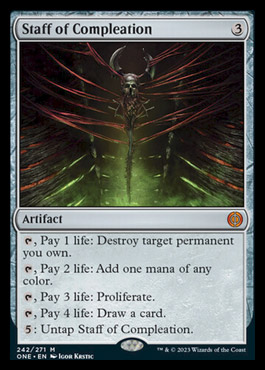 Staff of Compleation 3
Artifact
, Pay 1 life: Destroy target permanent
you own.
, Pay 2 life: Add one mana of any
color.
, Pay 3 life: Proliferate.
, Pay 4 life: Draw a card.
5: Untap Staff of Compleation.
242/271 M
ONE • EN Igor Krstic
™ & © 2023 Wizards of the Coast